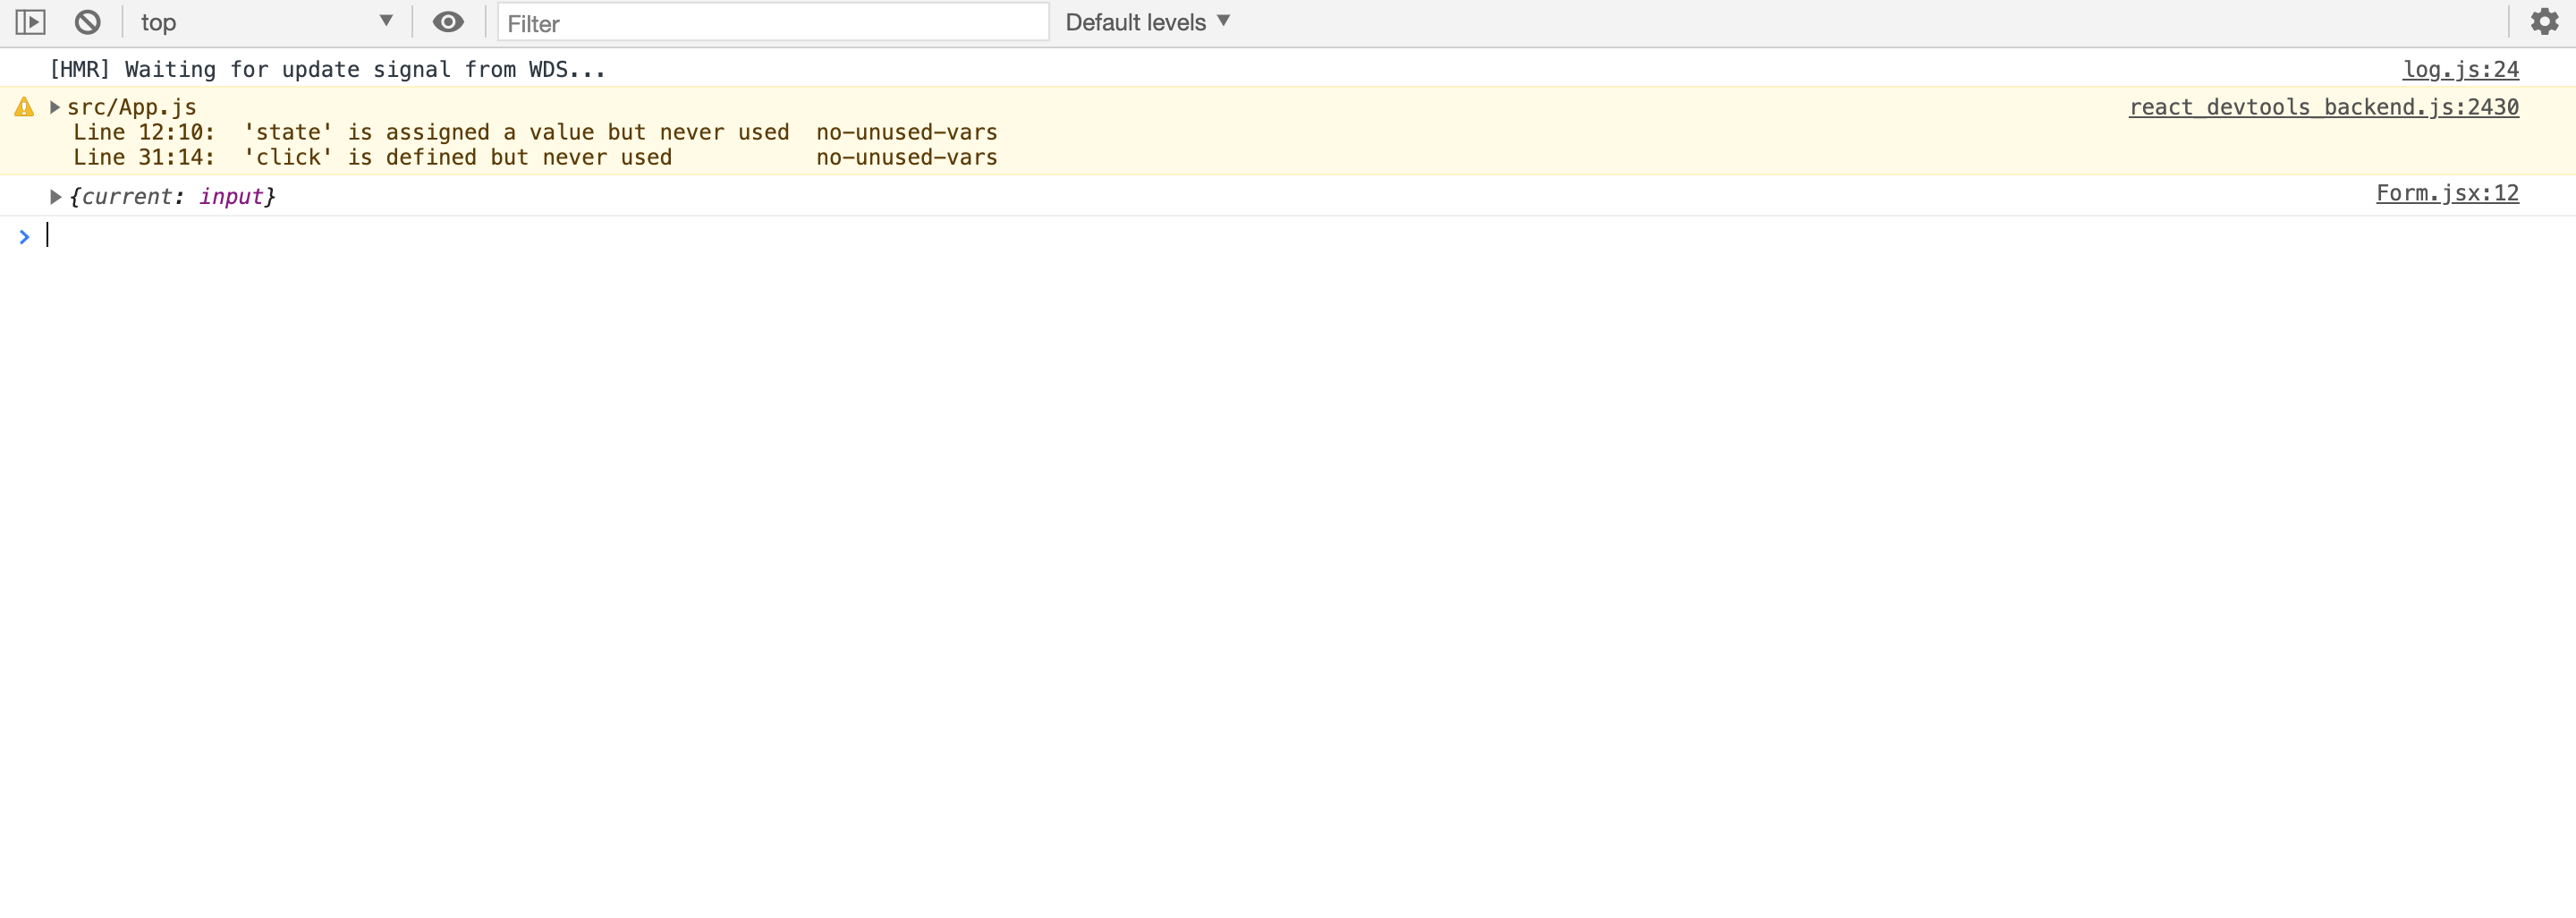 top
Filter
Default levels
[HMR] Waiting for update signal from WDS... log.js:24
src/App.js react_devtools_backend.js:2430
Line 12:10:  'state' is assigned a value but never used  no-unused-vars
Line 31:14:  'click' is defined but never used           no-unused-vars
{current: input} Form.jsx:12